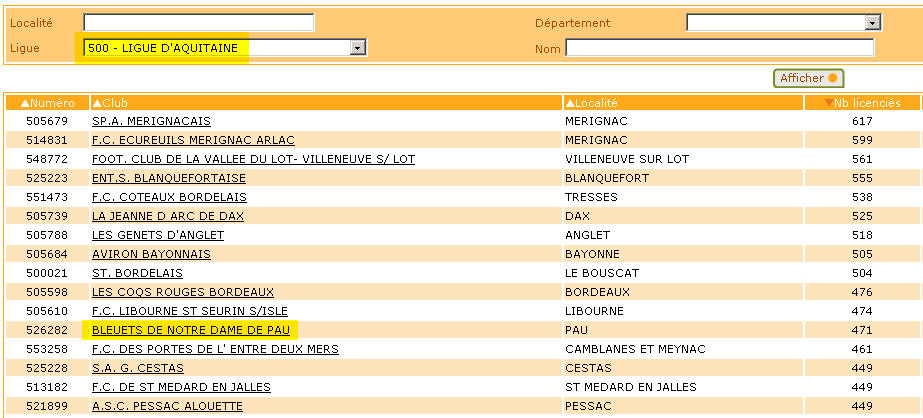 Localité Département
Ligue 500 - LIGUE D'AQUITAINE Nom
Afficher
Numéro Club Localité Nb licenciés
505679 SP.A. MERIGNACAIS MERIGNAC 617
514831 F.C. ECUREUILS MERIGNAC ARLAC MERIGNAC 599
548772 FOOT. CLUB DE LA VALLEE DU LOT- VILLENEUVE S/ LOT VILLENEUVE SUR LOT 561
525223 ENT.S. BLANQUEFORTAISE BLANQUEFORT 555
551473 F.C. COTEAUX BORDELAIS TRESSES 538
505739 LA JEANNE D ARC DE DAX DAX 525
505788 LES GENETS D'ANGLET ANGLET 518
505684 AVIRON BAYONNAIS BAYONNE 505
500021 ST. BORDELAIS LE BOUSCAT 504
505598 LES COQS ROUGES BORDEAUX BORDEAUX 476
505610 F.C. LIBOURNE ST SEURIN S/ISLE LIBOURNE 474
526282 BLEUETS DE NOTRE DAME DE PAU PAU 471
553258 F.C. DES PORTES DE L' ENTRE DEUX MERS CAMBLANES ET MEYNAC 461
525228 S.A. G. CESTAS CESTAS 449
513182 F.C. DE ST MEDARD EN JALLES ST MEDARD EN JALLES 449
521899 A.S.C. PESSAC ALOUETTE PESSAC 449